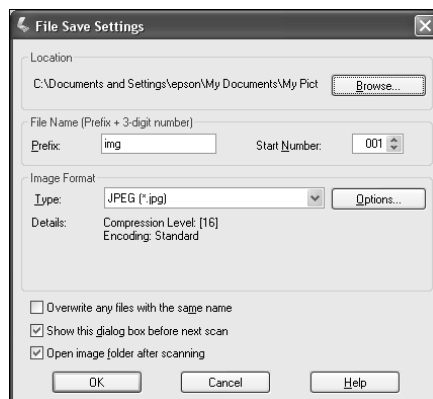 File Save Settings
Location
C:\Documents and Settings\epson\My Documents\My Pict
Browse...
File Name (Prefix + 3-digit number)
Prefix:
img
Start Number:
001
Image Format
Type:
JPEG (*.jpg)
Options...
Details:
Compression Level: [16]
Encoding: Standard
Overwrite any files with the same name
Show this dialog box before next scan
Open image folder after scanning
OK
Cancel
Help